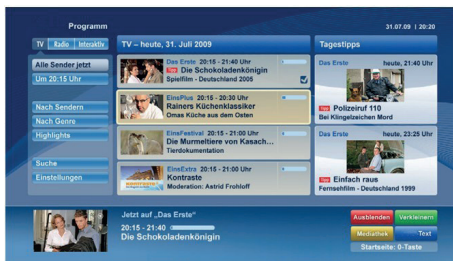 Programm
31.07.09 | 20:20
TV
Radio
Interaktiv
Alle Sender jetzt
Um 20:15 Uhr
Nach Sendern
Nach Genre
Highlights
Suche
Einstellungen
TV – heute, 31. Juli 2009
Das Erste 20:15 - 21:40 Uhr
Tipp Die Schokoladenkönigin
Spielfilm - Deutschland 2005
EinsPlus 20:15 - 20:30 Uhr
Rainers Küchenklassiker
Omas Küche aus dem Osten
EinsFestival 20:15 - 21:00 Uhr
Die Murmeltiere von Kasach...
Tierdokumentation
EinsExtra 20:15 - 21:00 Uhr
Kontraste
Moderation: Astrid Frohloff
Tagestipps
Das Erste heute, 21:40 Uhr
Tipp Polizeiruf 110
Bei Klingelzeichen Mord
Das Erste heute, 23:25 Uhr
Tipp Einfach raus
Fernsehfilm - Deutschland 1999
Jetzt auf „Das Erste“
20:15 - 21:40
Die Schokoladenkönigin
Ausblenden
Verkleinern
Mediathek
Text
Startseite: 0-Taste